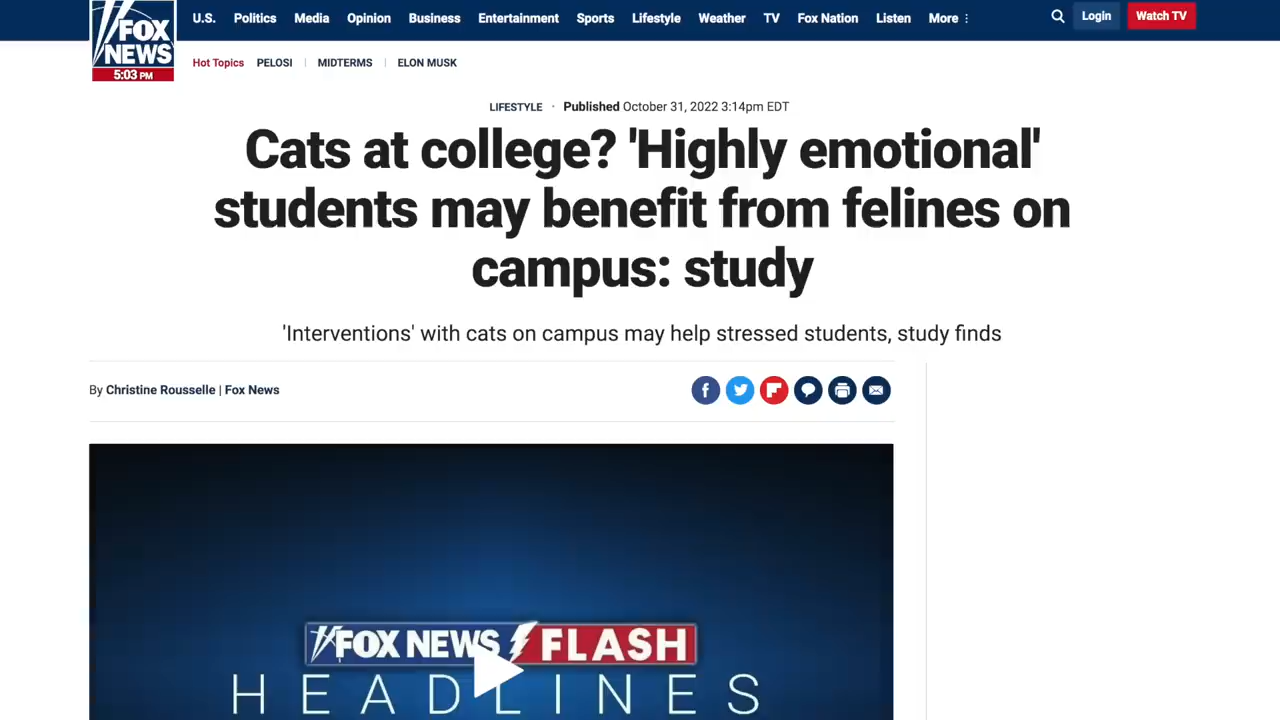 U.S. Politics Media Opinion Business Entertainment Sports Lifestyle Weather TV Fox Nation Listen More Login Watch TV
FOX
NEWS
5:03 PM
Hot Topics PELOSI MIDTERMS ELON MUSK
LIFESTYLE · Published October 31, 2022 3:14pm EDT
Cats at college? 'Highly emotional'
students may benefit from felines on
campus: study
'Interventions' with cats on campus may help stressed students, study finds
By Christine Rousselle | Fox News
FOX NEWS FLASH
HEADLINES